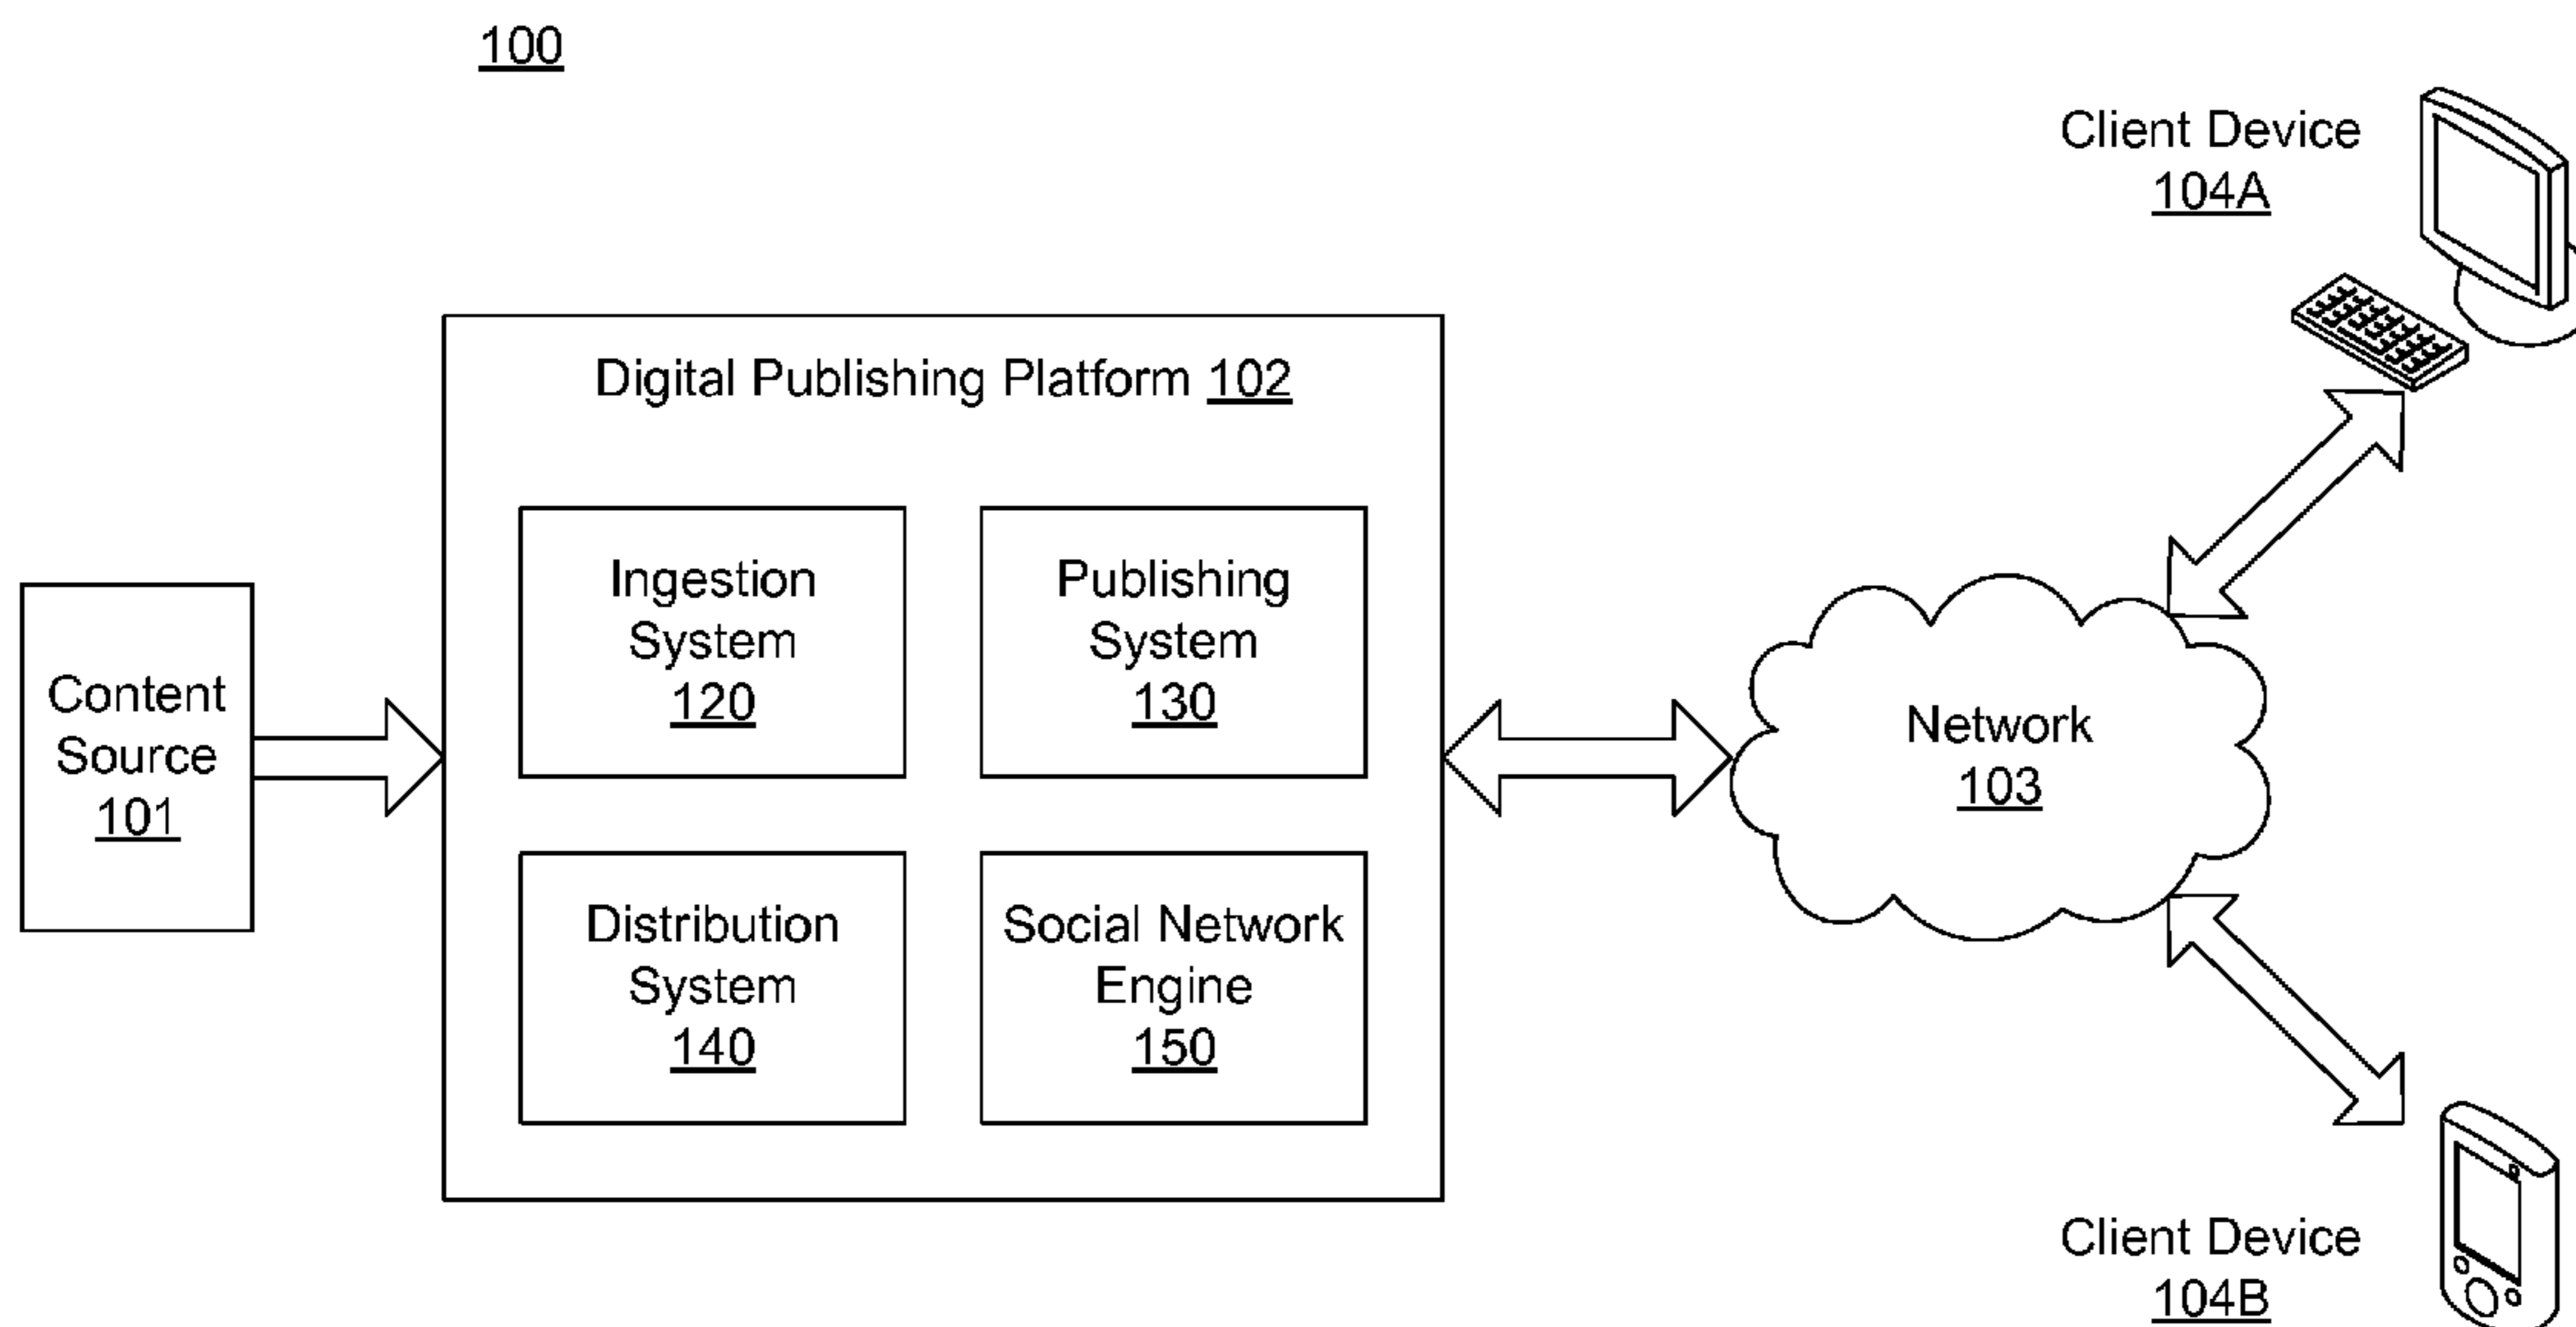 100
Client Device
104A
Digital Publishing Platform 102
Ingestion
System
120
Publishing
System
130
Content
Source
101
Network
103
Distribution
System
140
Social Network
Engine
150
Client Device
104B